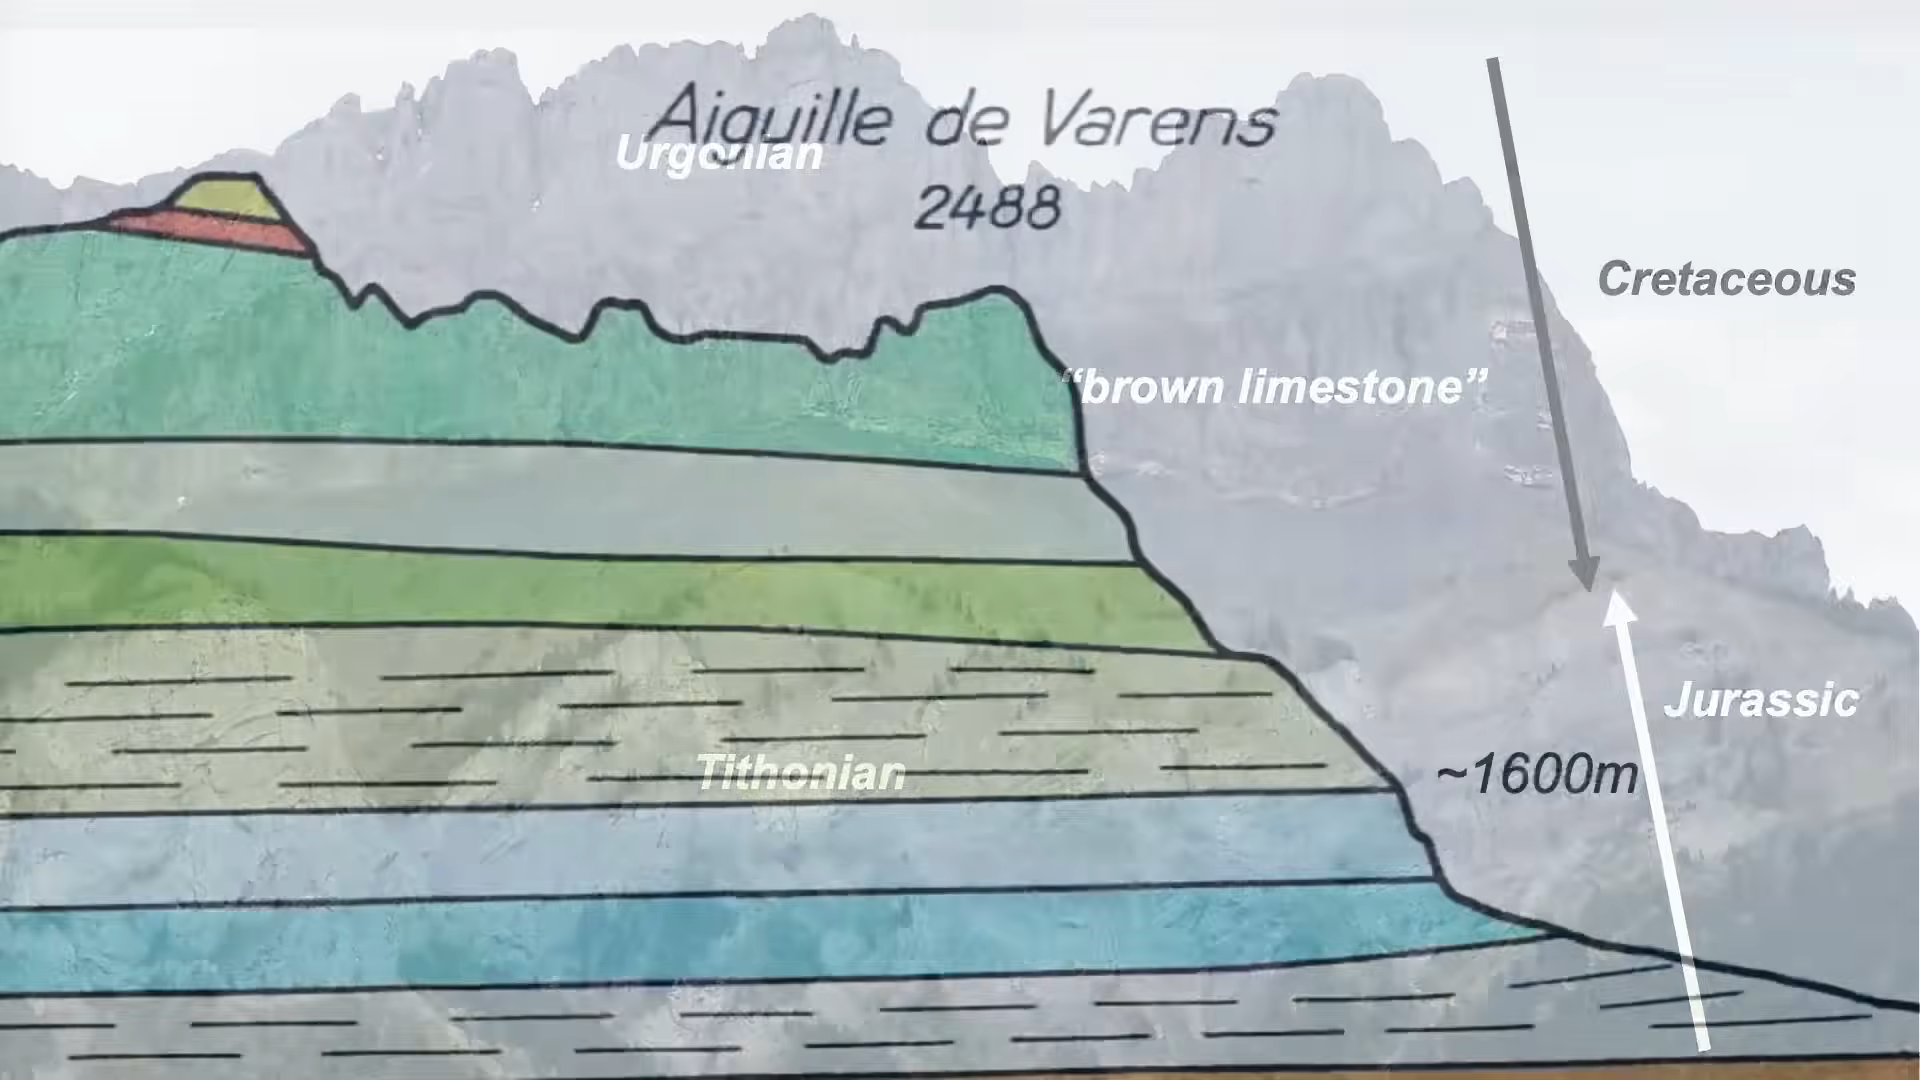 Aiguille de Varens
Urgonian
2488
Cretaceous
“brown limestone”
Jurassic
~1600m
Tithonian